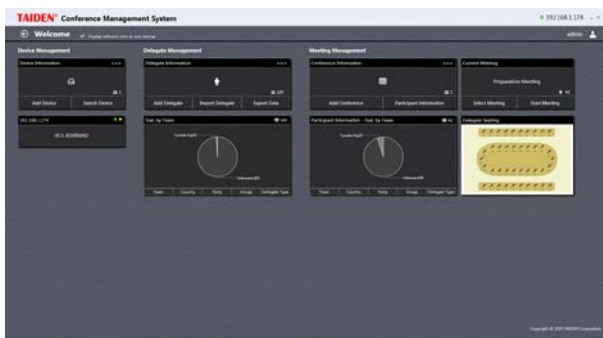 TAIDEN® Conference Management System
192.168.1.174
Welcome
admin
Device Management
Delegate Management
Meeting Management
Device Information
Delegate Information
Conference Information
Current Meeting
Preparation Meeting
Add Device Search Device
Add Delegate Import Delegate Export Data
Add Conference Participant Information
Select Meeting Start Meeting
192.168.1.174
Stat. by Team
Participant Information - Stat. by Team
Delegate Seating
Team Country Party Group Delegate Type
Team Country Party Group Delegate Type